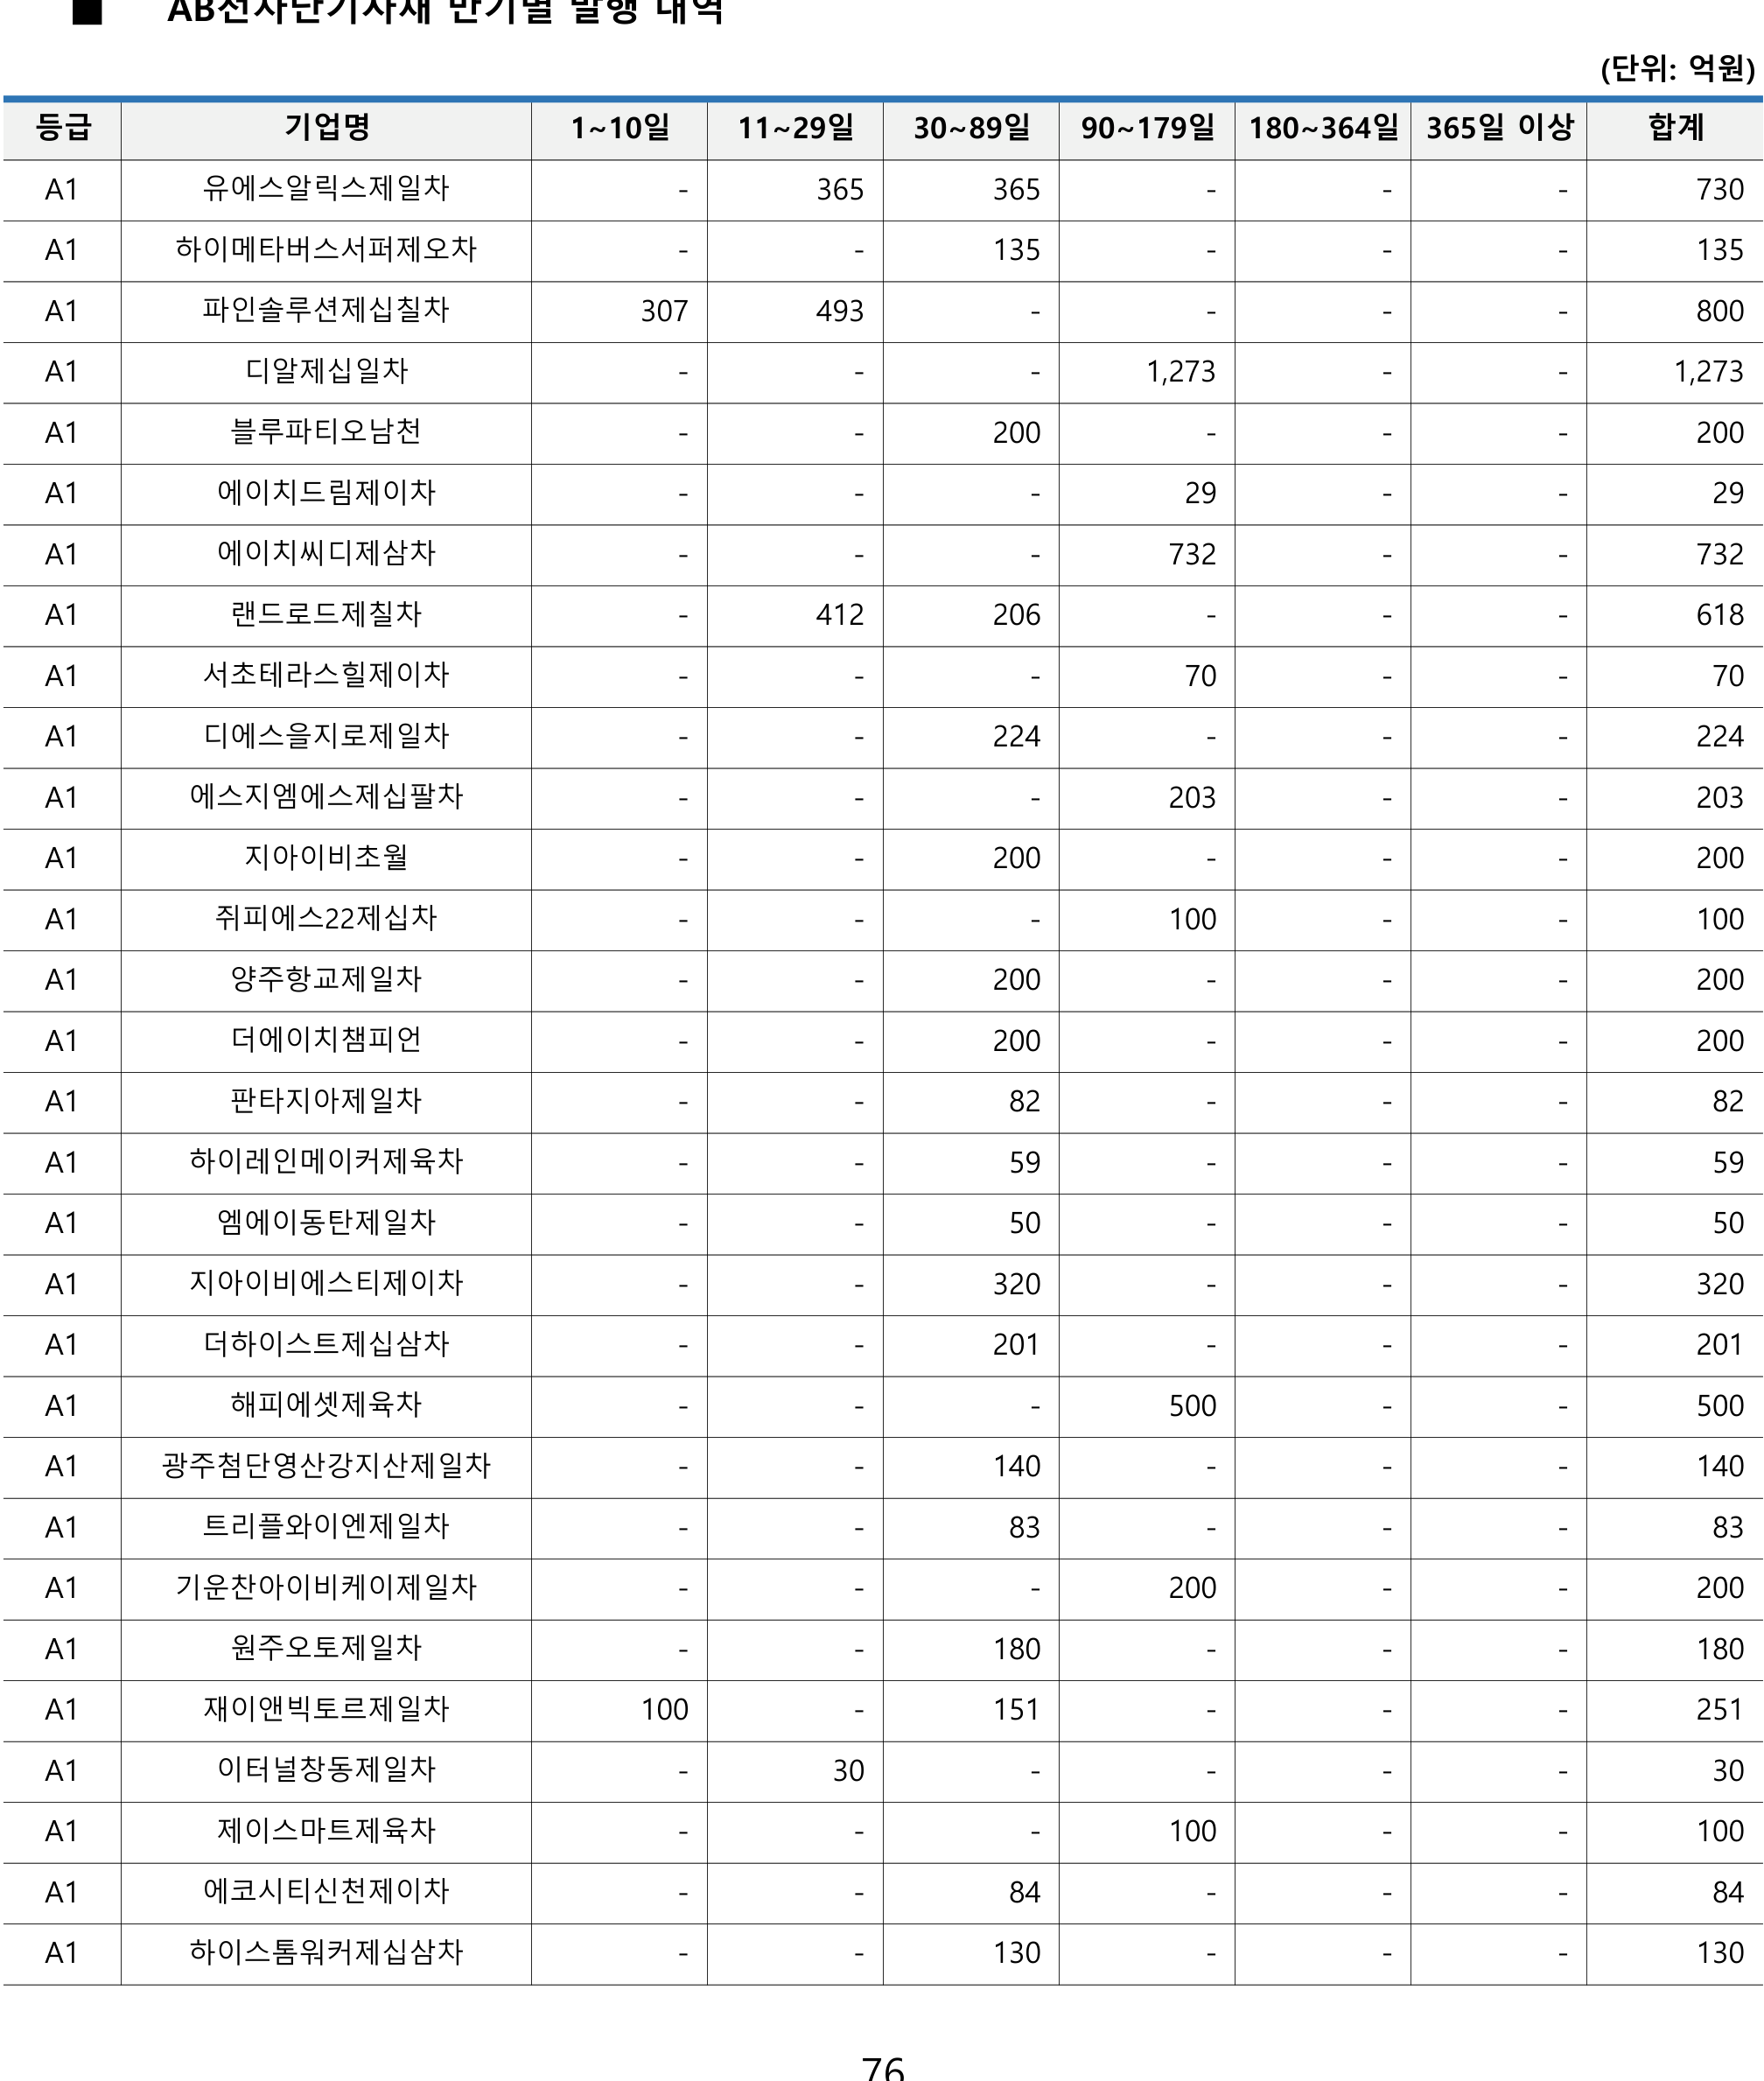 ■ AB전자단기사채 만기별 발행 내역
(단위: 억원)
등급 기업명 1~10일 11~29일 30~89일 90~179일 180~364일 365일 이상 합계
A1 유에스알릭스제일차 - 365 365 - - - 730
A1 하이메타버스서퍼제오차 - - 135 - - - 135
A1 파인솔루션제십칠차 307 493 - - - - 800
A1 디알제십일차 - - - 1,273 - - 1,273
A1 블루파티오남천 - - 200 - - - 200
A1 에이치드림제이차 - - - 29 - - 29
A1 에이치씨디제삼차 - - - 732 - - 732
A1 랜드로드제칠차 - 412 206 - - - 618
A1 서초테라스힐제이차 - - - 70 - - 70
A1 디에스을지로제일차 - - 224 - - - 224
A1 에스지엠에스제십팔차 - - - 203 - - 203
A1 지아이비초월 - - 200 - - - 200
A1 쥐피에스22제십차 - - - 100 - - 100
A1 양주항교제일차 - - 200 - - - 200
A1 더에이치챔피언 - - 200 - - - 200
A1 판타지아제일차 - - 82 - - - 82
A1 하이레인메이커제육차 - - 59 - - - 59
A1 엠에이동탄제일차 - - 50 - - - 50
A1 지아이비에스티제이차 - - 320 - - - 320
A1 더하이스트제십삼차 - - 201 - - - 201
A1 해피에셋제육차 - - - 500 - - 500
A1 광주첨단영산강지산제일차 - - 140 - - - 140
A1 트리플와이엔제일차 - - 83 - - - 83
A1 기운찬아이비케이제일차 - - - 200 - - 200
A1 원주오토제일차 - - 180 - - - 180
A1 재이앤빅토르제일차 100 - 151 - - - 251
A1 이터널창동제일차 - 30 - - - - 30
A1 제이스마트제육차 - - - 100 - - 100
A1 에코시티신천제이차 - - 84 - - - 84
A1 하이스톰워커제십삼차 - - 130 - - - 130
76